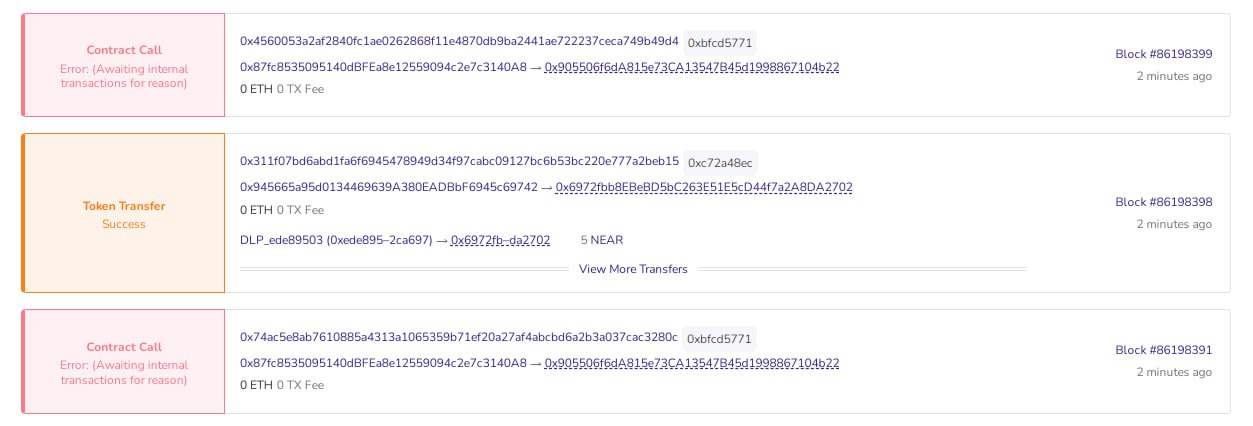 Contract Call
Error: (Awaiting internal
transactions for reason)
0x4560053a2af2840fc1ae0262868f11e4870db9ba2441ae722237ceca749b49d4 0xbfcd5771
0x87fc8535095140dBFEa8e12559094c2e7c3140A8 → 0x905506f6dA815e73CA13547B45d1998867104b22
0 ETH 0 TX Fee
Block #86198399
2 minutes ago
Token Transfer
Success
0x311f07bd6abd1fa6f6945478949d34f97cabc09127bc6b53bc220e777a2beb15 0xc72a48ec
0x945665a95d0134469639A380EADBbF6945c69742 → 0x6972fbb8EBeBD5bC263E51E5cD44f7a2A8DA2702
0 ETH 0 TX Fee
DLP_ede89503 (0xede895–2ca697) → 0x6972fb–da2702 5 NEAR
View More Transfers
Block #86198398
2 minutes ago
Contract Call
Error: (Awaiting internal
transactions for reason)
0x74ac5e8ab7610885a4313a1065359b71ef20a27af4abcbd6a2b3a037cac3280c 0xbfcd5771
0x87fc8535095140dBFEa8e12559094c2e7c3140A8 → 0x905506f6dA815e73CA13547B45d1998867104b22
0 ETH 0 TX Fee
Block #86198391
2 minutes ago